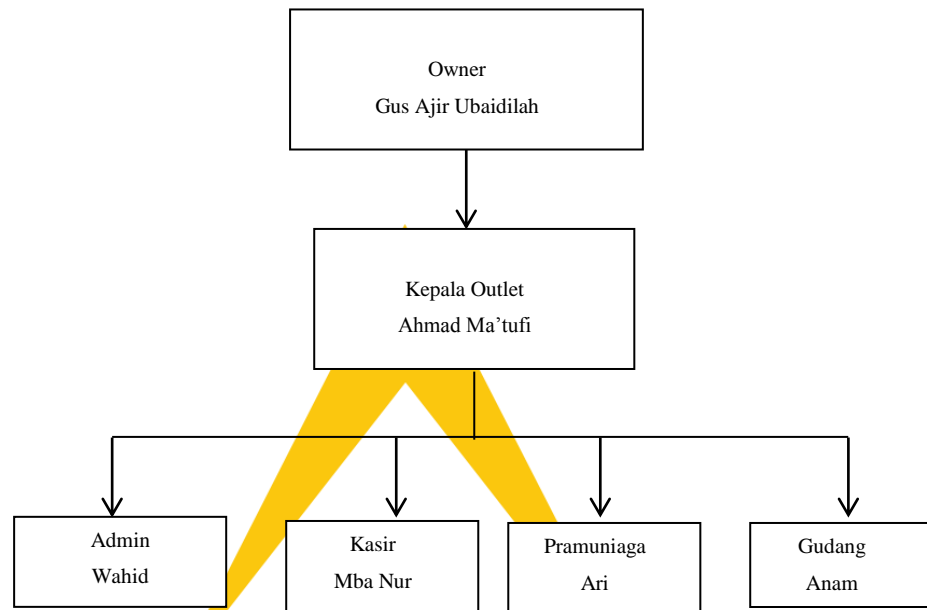 Owner
Gus Ajir Ubaidilah
Kepala Outlet
Ahmad Ma’tufi
Admin
Wahid
Kasir
Mba Nur
Pramuniaga
Ari
Gudang
Anam